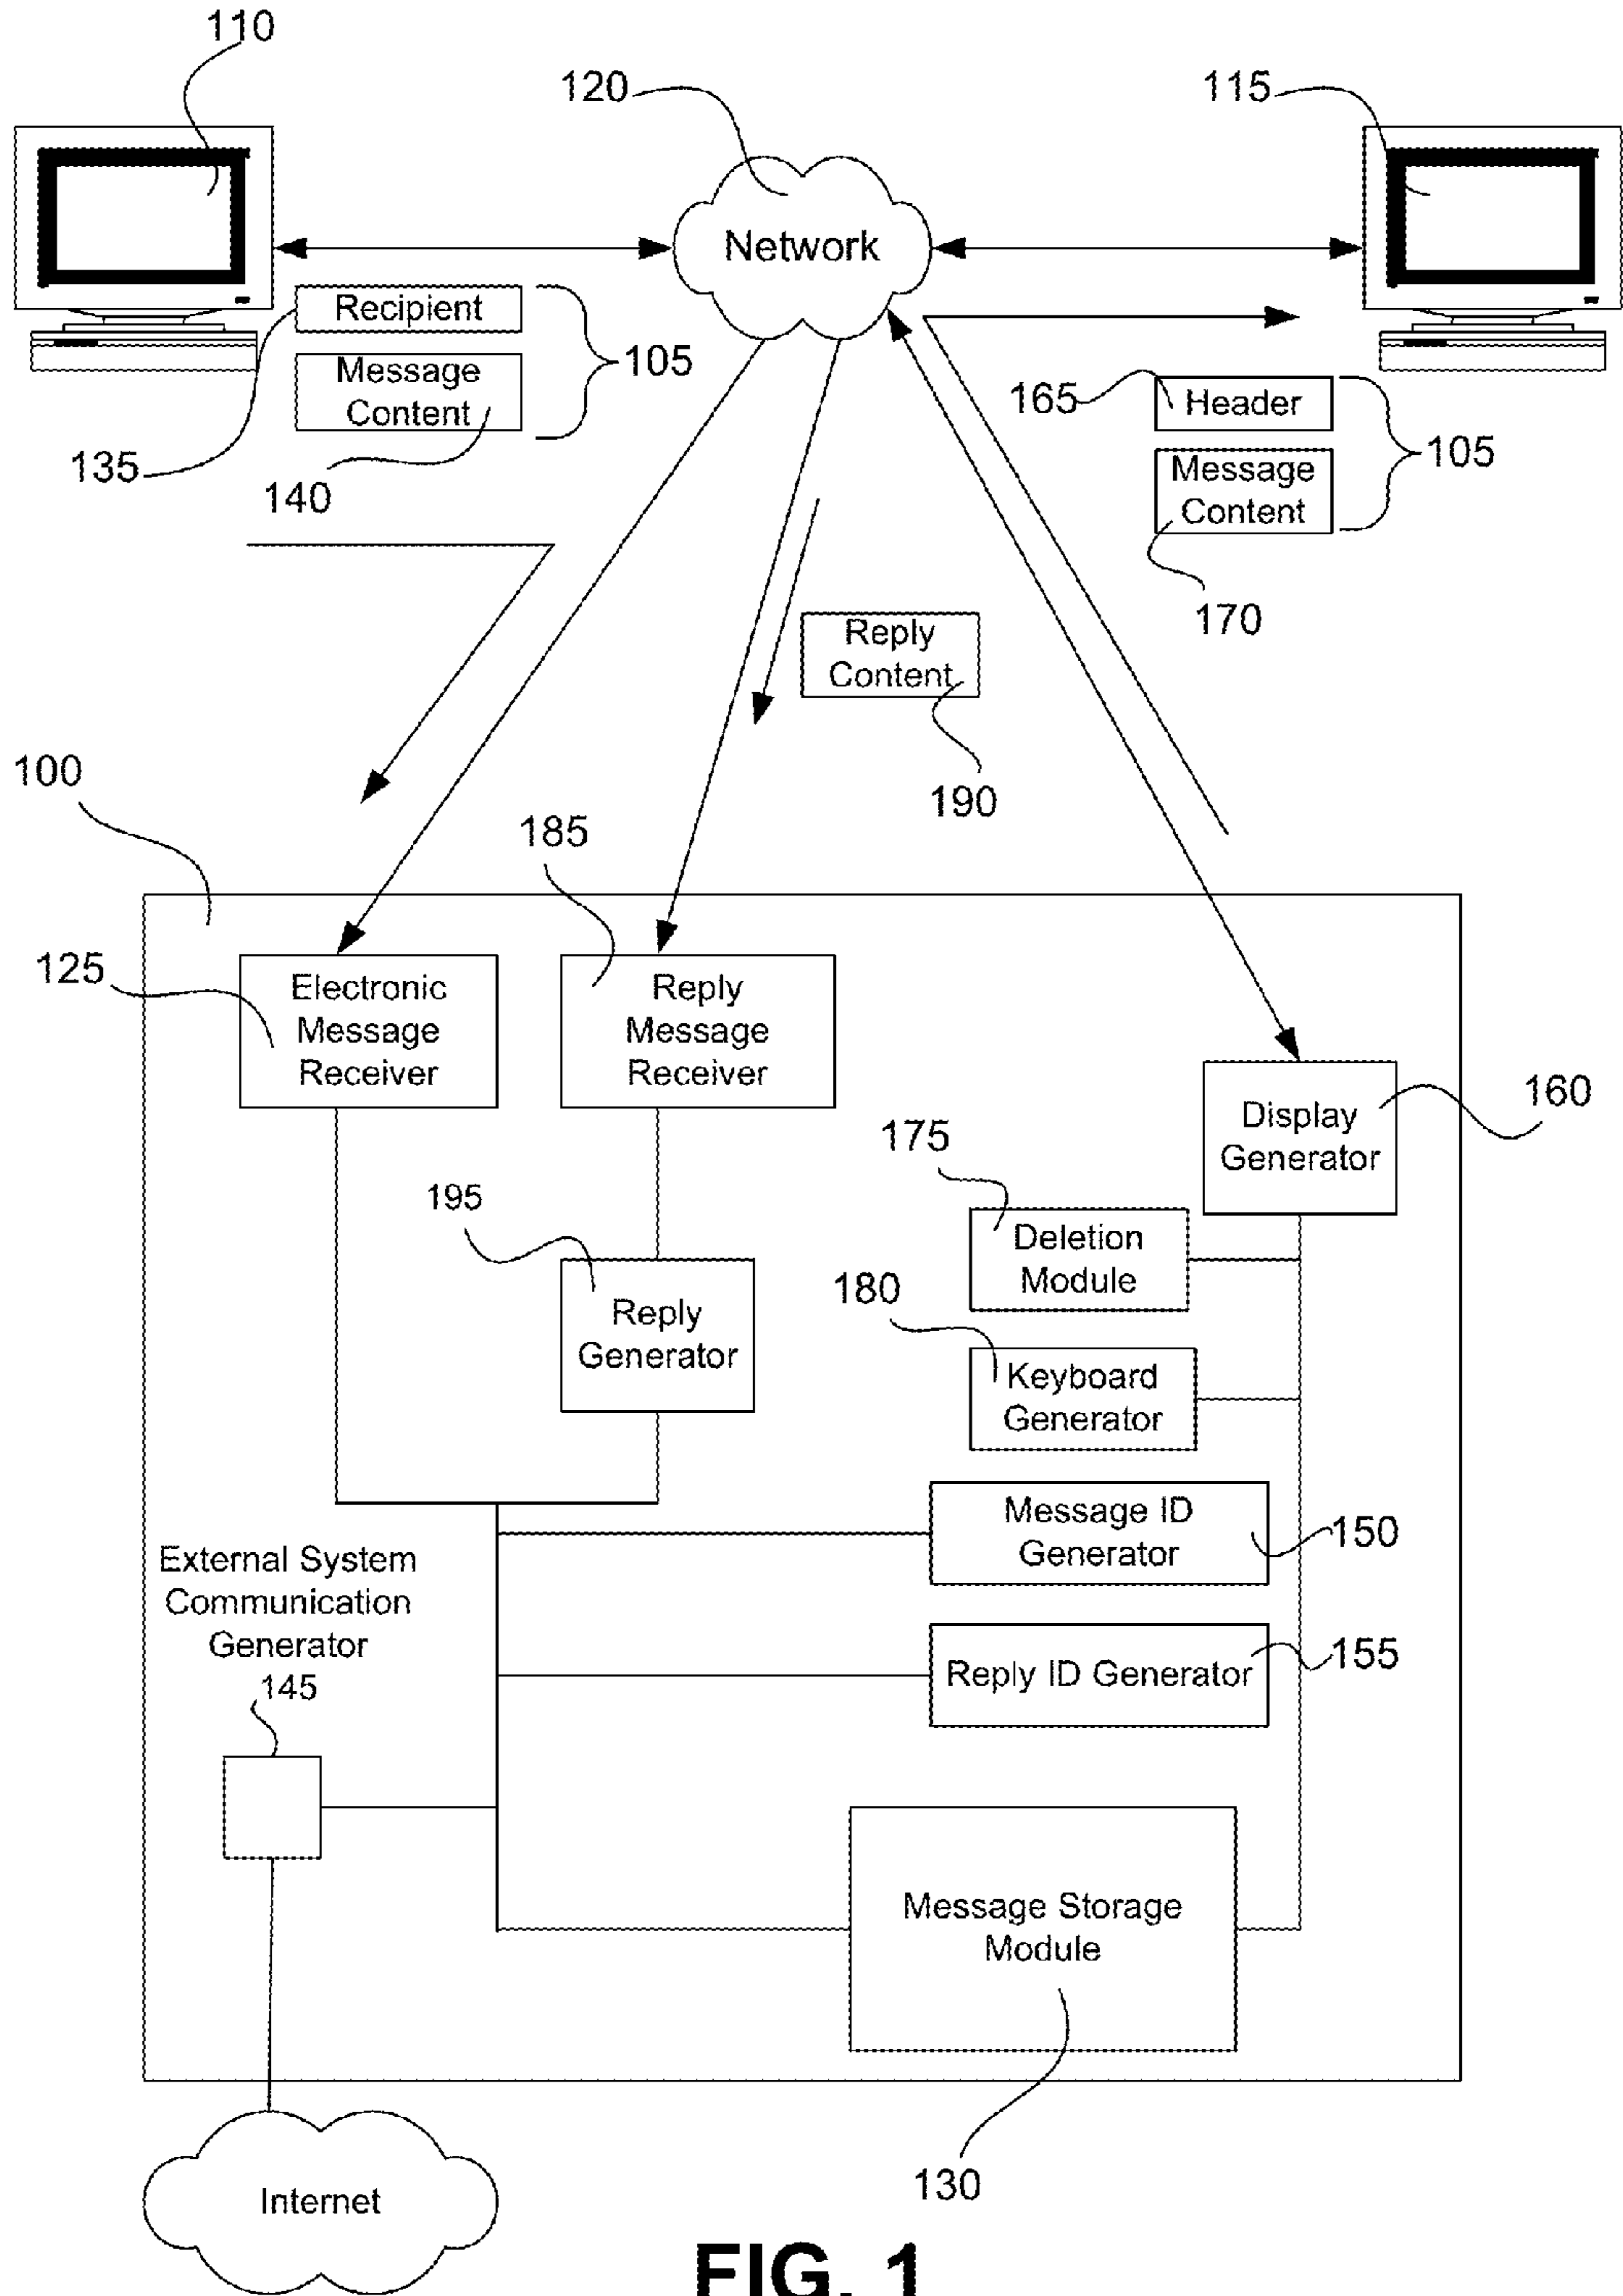 110
120
115
Network
Recipient
105
Message
Content
135
140
165
Header
105
Message
Content
170
Reply
Content
190
100
185
125
Electronic
Message
Receiver
Reply
Message
Receiver
160
Display
Generator
175
Deletion
Module
195
Reply
Generator
180
Keyboard
Generator
Message ID
Generator
150
External System
Communication
Generator
145
Reply ID Generator
155
Message Storage
Module
130
Internet
FIG. 1